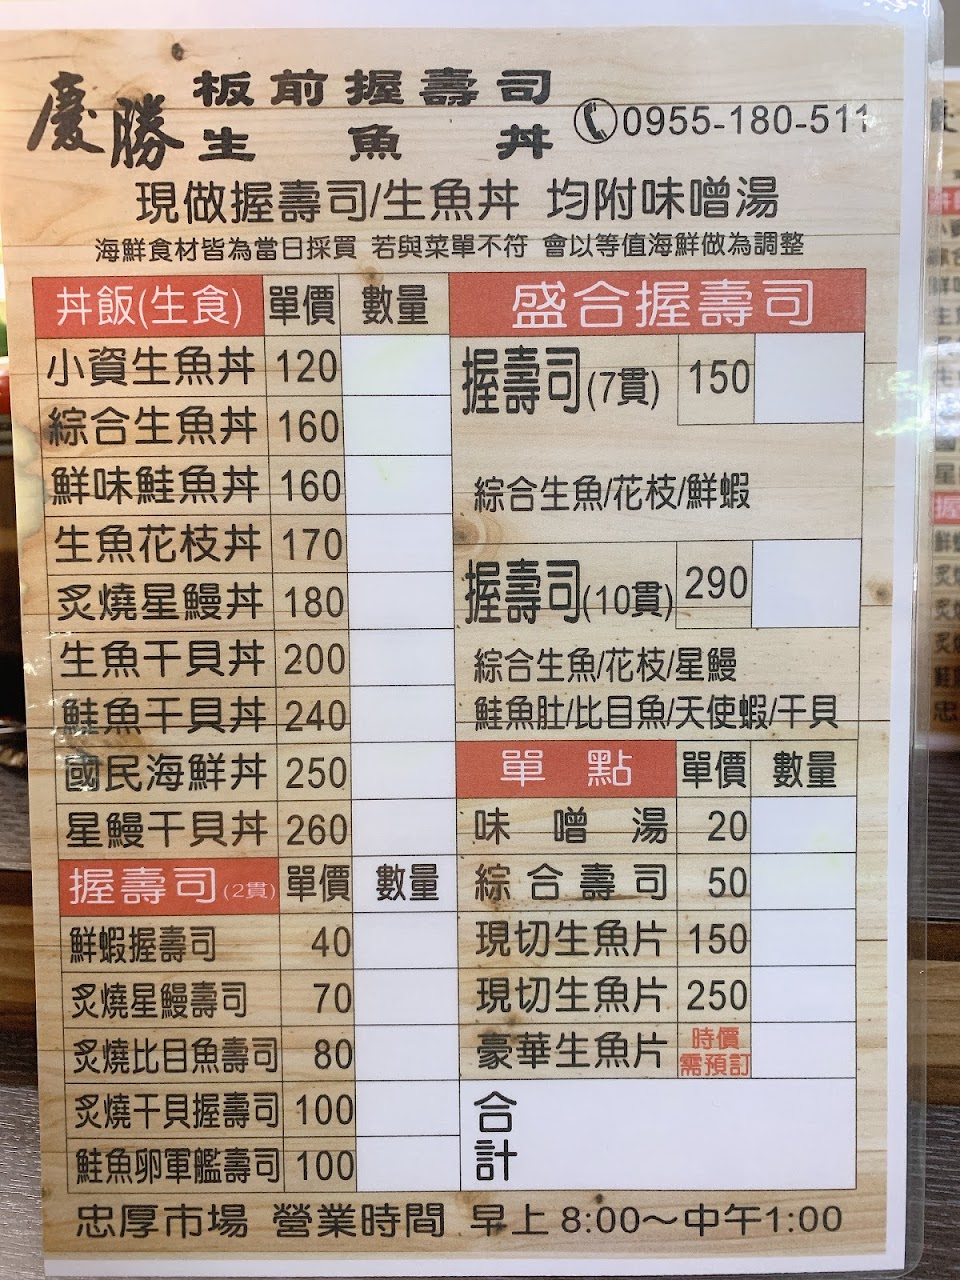 慶勝 板前握壽司
生魚丼
0955-180-511
現做握壽司/生魚丼 均附味噌湯
海鮮食材皆為當日採買 若與菜單不符 會以等值海鮮做為調整
丼飯(生食) 單價 數量
小資生魚丼 120
綜合生魚丼 160
鮮味鮭魚丼 160
生魚花枝丼 170
炙燒星鰻丼 180
生魚干貝丼 200
鮭魚干貝丼 240
國民海鮮丼 250
星鰻干貝丼 260
握壽司(2貫) 單價 數量
鮮蝦握壽司 40
炙燒星鰻壽司 70
炙燒比目魚壽司 80
炙燒干貝握壽司 100
鮭魚卵軍艦壽司 100
盛合握壽司
握壽司(7貫) 150
綜合生魚/花枝/鮮蝦
握壽司(10貫) 290
綜合生魚/花枝/星鰻
鮭魚肚/比目魚/天使蝦/干貝
單點 單價 數量
味噌湯 20
綜合壽司 50
現切生魚片 150
現切生魚片 250
豪華生魚片 時價
需預訂
合
計
忠厚市場 營業時間 早上8:00～中午1:00